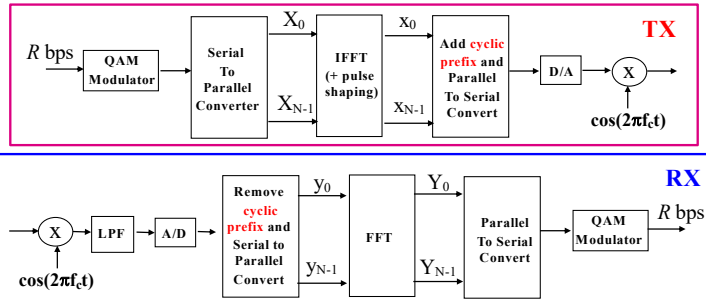 TX
R bps
QAM
Modulator
Serial
To
Parallel
Converter
X0
XN-1
IFFT
(+ pulse
shaping)
x0
xN-1
Add cyclic
prefix and
Parallel
To Serial
Convert
D/A
X
cos(2πfct)
RX
X
cos(2πfct)
LPF
A/D
Remove
cyclic
prefix and
Serial to
Parallel
Convert
y0
yN-1
FFT
Y0
YN-1
Parallel
To Serial
Convert
QAM
Modulator
R bps